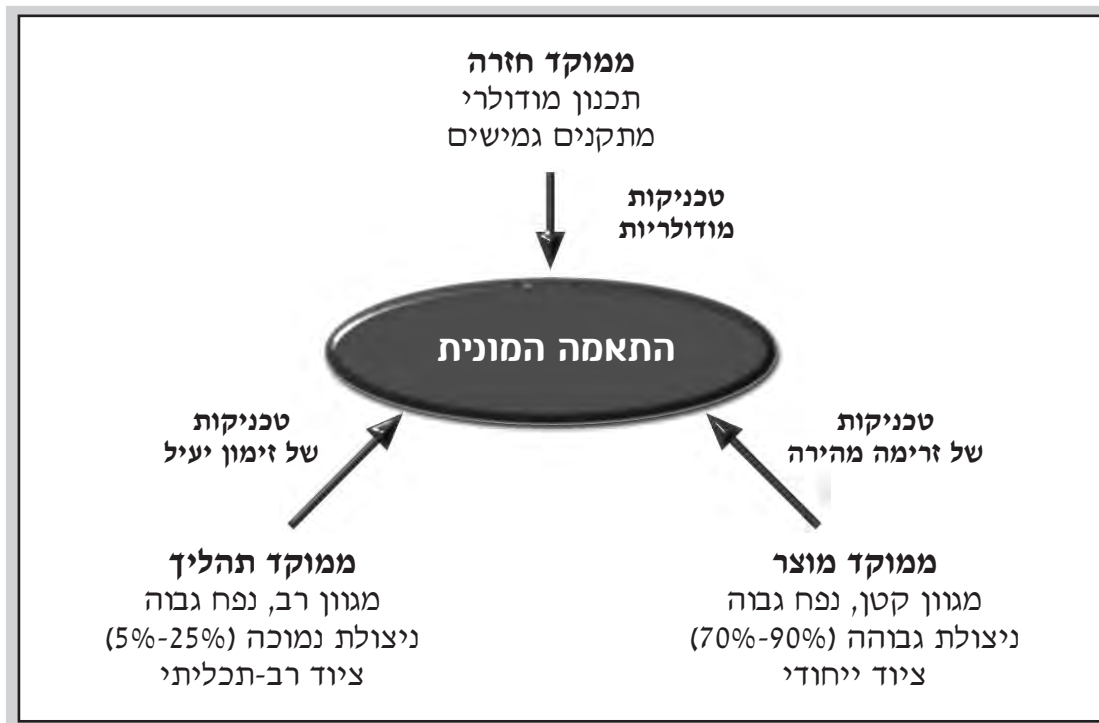 ממוקד חזרה
תכנון מודולרי
מתקנים גמישים
טכניקות
מודולריות
התאמה המונית
טכניקות
של זרימה מהירה
טכניקות
של זימון יעיל
ממוקד מוצר
מגוון קטן, נפח גבוה
ניצולת גבוהה (70%-90%)
ציוד ייחודי
ממוקד תהליך
מגוון רב, נפח גבוה
ניצולת נמוכה (5%-25%)
ציוד רב-תכליתי